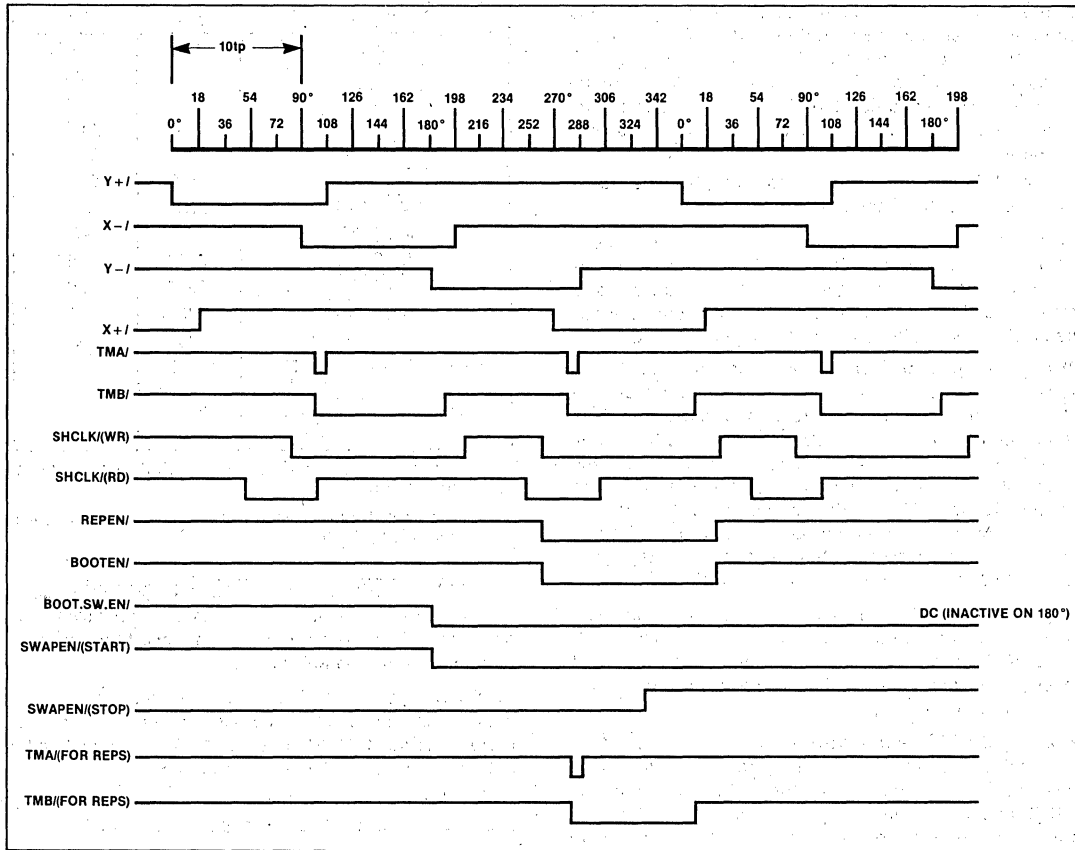 10tp
18 54 90° 126 162 198 234 270° 306 342 18 54 90° 126 162 198
0° 36 72 108 144 180° 216 252 288 324 0° 36 72 108 144 180°
Y+/
X−/
Y−/
X+/
TMA/
TMB/
SHCLK/(WR)
SHCLK/(RD)
REPEN/
BOOTEN/
BOOT.SW.EN/
DC (INACTIVE ON 180°)
SWAPEN/(START)
SWAPEN/(STOP)
TMA/(FOR REPS)
TMB/(FOR REPS)